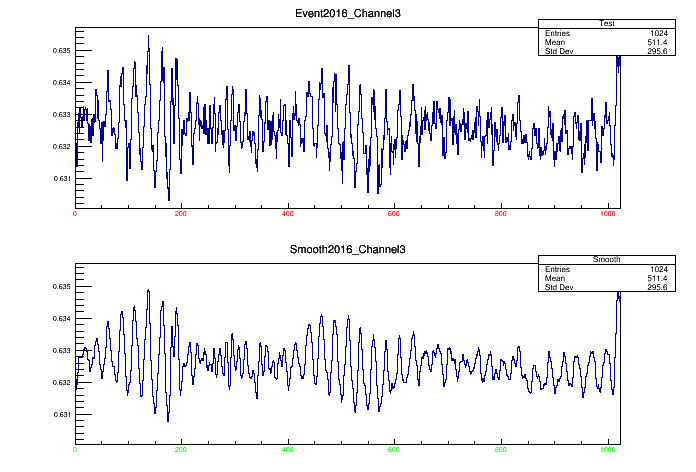 Event2016_Channel3
Test
Entries 1024
Mean 511.4
Std Dev 295.6
0.635
0.634
0.633
0.632
0.631
0 200 400 600 800 1000
Smooth2016_Channel3
Smooth
Entries 1024
Mean 511.4
Std Dev 295.6
0.635
0.634
0.633
0.632
0.631
0 200 400 600 800 1000